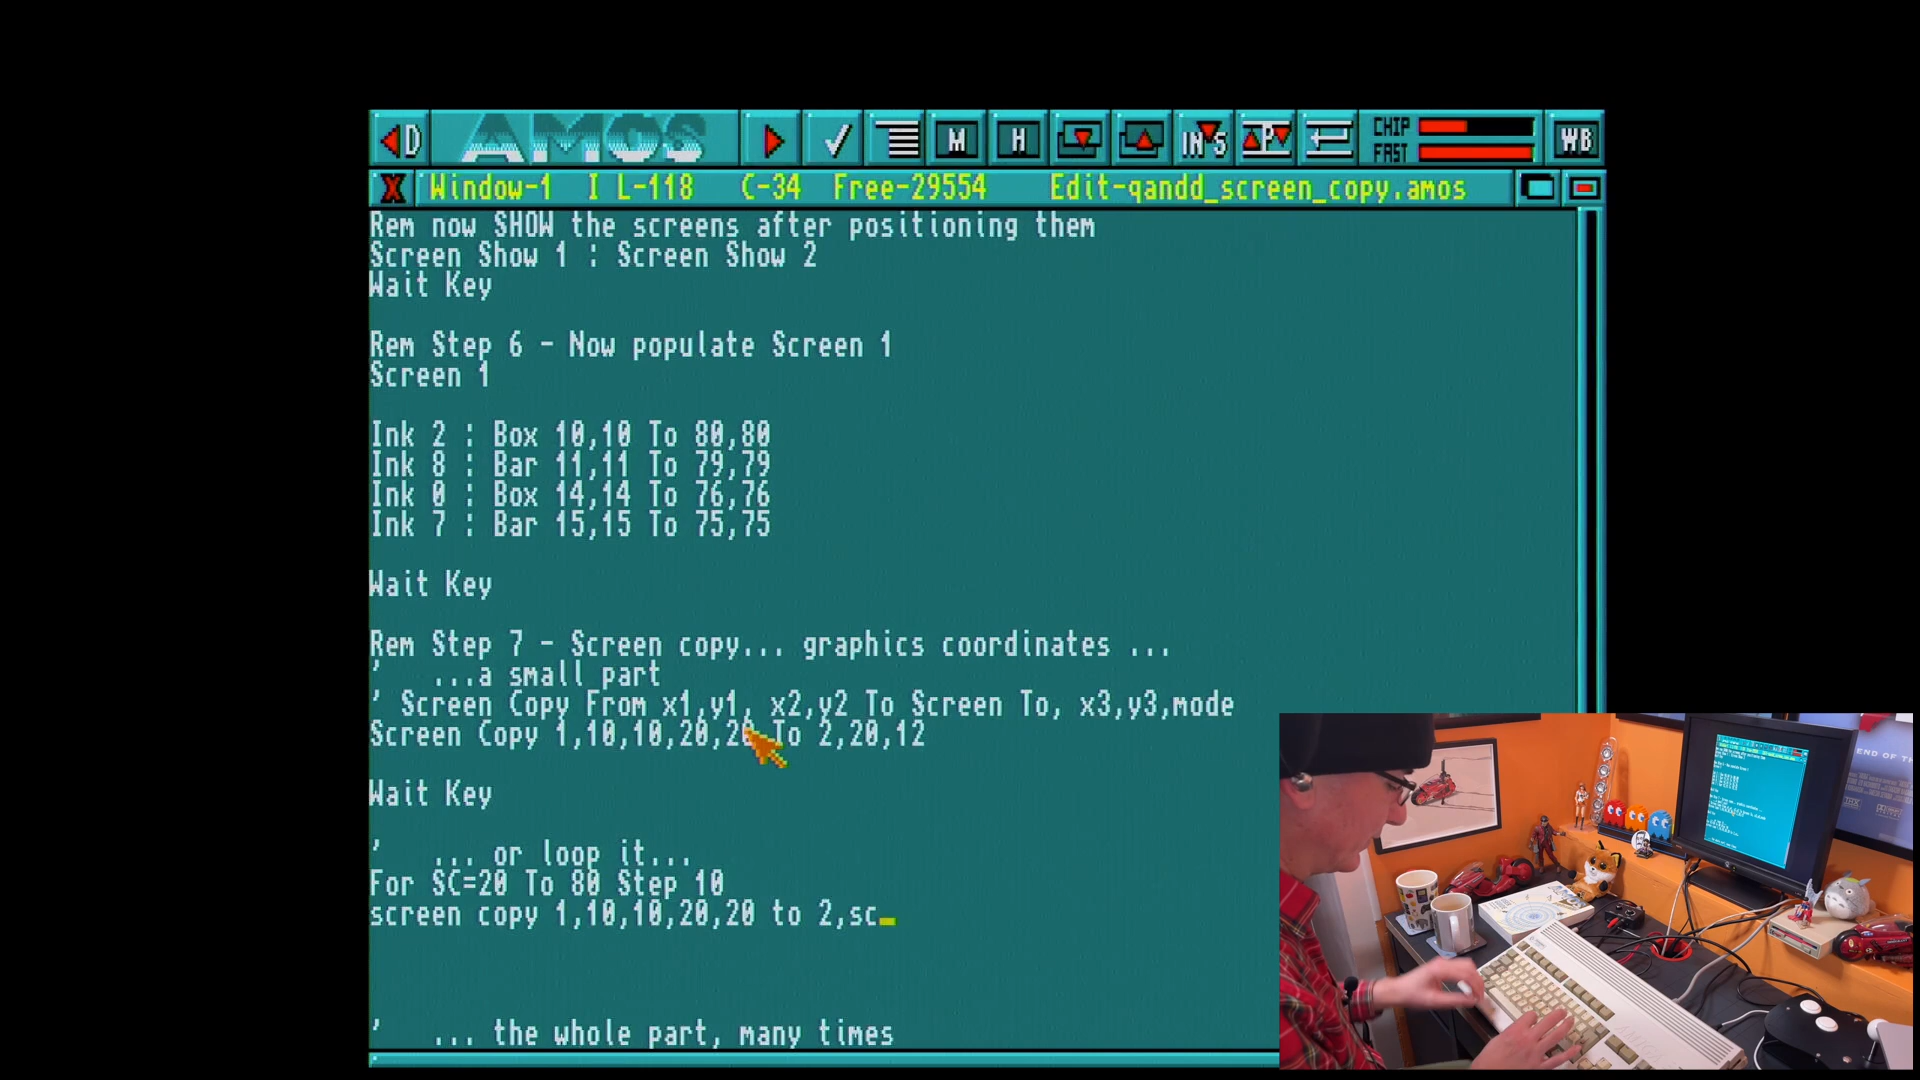 D AMOS M H INS P CHIP FAST WB
X Window-1 I L-118 C-34 Free-29554 Edit-qandd_screen_copy.amos
Rem now SHOW the screens after positioning them
Screen Show 1 : Screen Show 2
Wait Key
Rem Step 6 - Now populate Screen 1
Screen 1
Ink 2 : Box 10,10 To 80,80
Ink 8 : Bar 11,11 To 79,79
Ink 0 : Box 14,14 To 76,76
Ink 7 : Bar 15,15 To 75,75
Wait Key
Rem Step 7 - Screen copy... graphics coordinates ...
'   ...a small part
' Screen Copy From x1,y1, x2,y2 To Screen To, x3,y3,mode
Screen Copy 1,10,10,20,20 To 2,20,12
Wait Key
'   ... or loop it...
For SC=20 To 80 Step 10
screen copy 1,10,10,20,20 to 2,sc
'   ... the whole part, many times
END OF TH